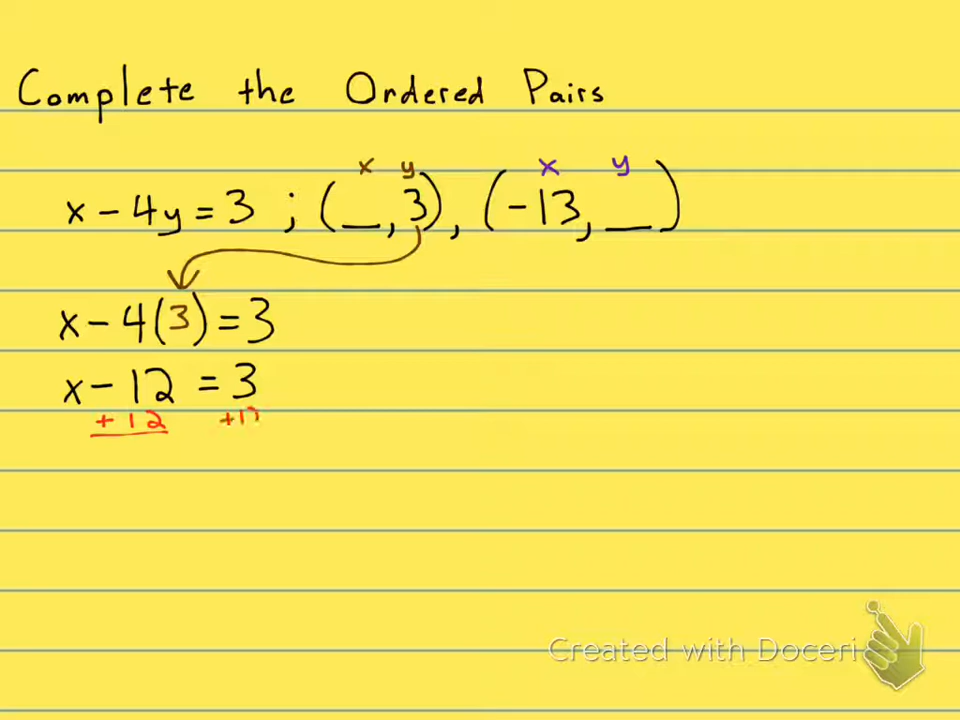 Complete the Ordered Pairs
x y x y
x - 4y = 3 ; (__, 3), (-13, __)
x - 4(3) = 3
x - 12 = 3
+ 12 +1
Created with Doceri